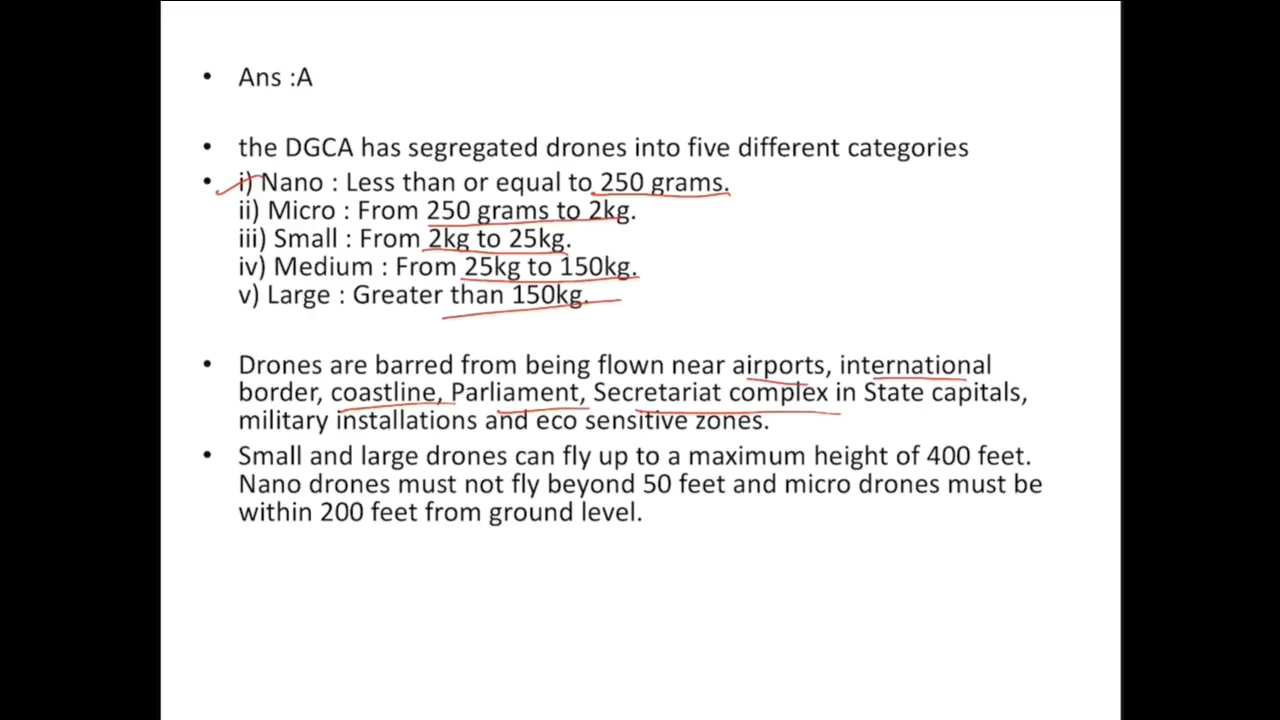 • Ans :A
• the DGCA has segregated drones into five different categories
• i) Nano : Less than or equal to 250 grams.
ii) Micro : From 250 grams to 2kg.
iii) Small : From 2kg to 25kg.
iv) Medium : From 25kg to 150kg.
v) Large : Greater than 150kg.
• Drones are barred from being flown near airports, international
border, coastline, Parliament, Secretariat complex in State capitals,
military installations and eco sensitive zones.
• Small and large drones can fly up to a maximum height of 400 feet.
Nano drones must not fly beyond 50 feet and micro drones must be
within 200 feet from ground level.